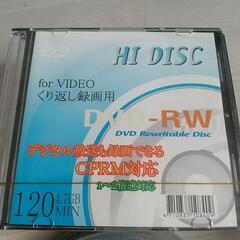 DVD
HI DISC
for VIDEO
くり返し録画用
DVD-RW
DVD Rewritable Disc
デジタル放送も録画できる
CPRM対応
1~2倍速対応
120 4.7GB
MIN